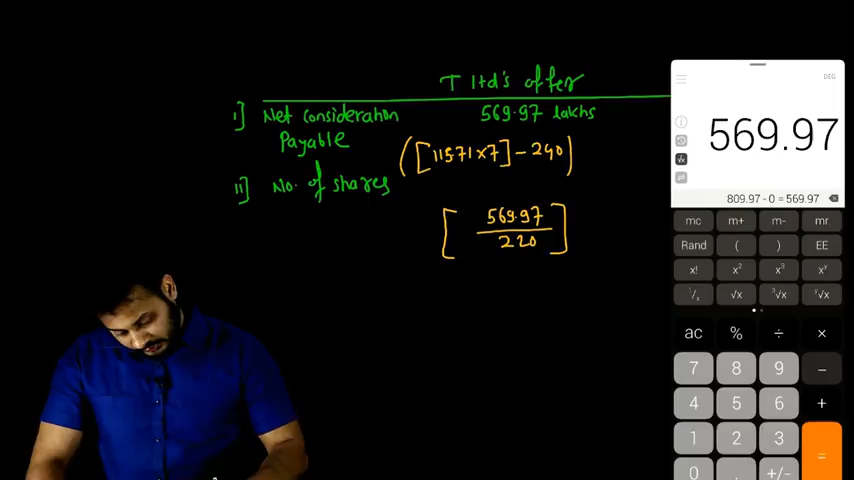 T ltd's offer
i] Net consideration 569.97 lakhs
Payable ([115.71x7] - 240)
ii] No. of shares
[569.97
220]
DEG
569.97
809.97 - 0 = 569.97
mc m+ m- mr
Rand ( ) EE
x! x² x³ xʸ
¹/x √x ³√x ʸ√x
ac % ÷ ×
7 8 9 −
4 5 6 +
1 2 3 =
0 . +/-